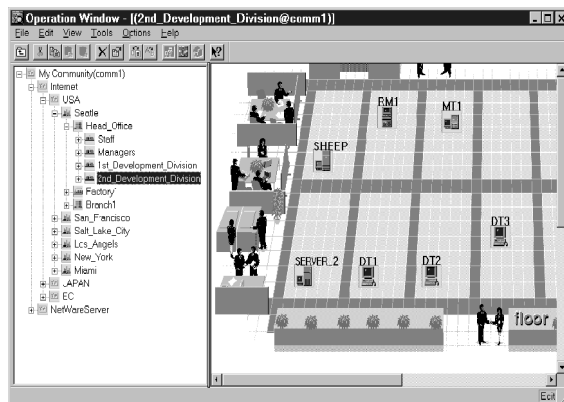 Operation Window - [(2nd_Development_Division@comm1)]
File Edit View Tools Options Help
My Community(comm1)
Internet
USA
Seatle
Head_Office
Staff
Managers
1st_Development_Division
2nd_Development_Division
Factory
Branch1
San_Francisco
Salt_Lake_City
Los_Angels
New_York
Miami
JAPAN
EC
NetWareServer
RM1
MT1
SHEEP
DT3
SERVER_2
DT1
DT2
floor